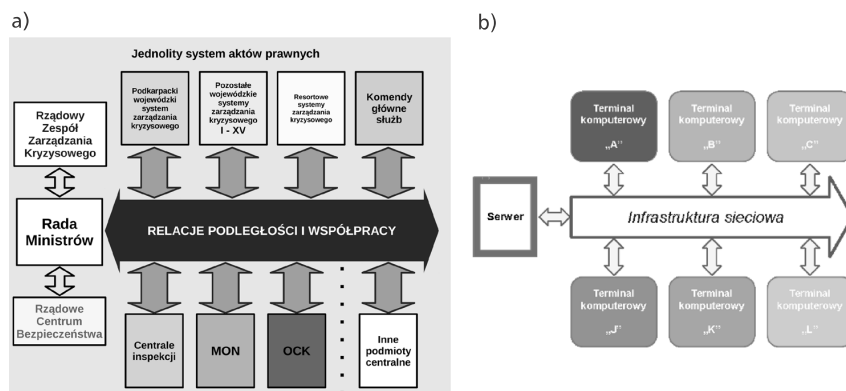 a)
Jednolity system aktów prawnych
Rządowy
Zespół
Zarządzania
Kryzysowego
Podkarpacki
wojewódzki
system
zarządzania
kryzysowego
Pozostałe
wojewódzkie
systemy
zarządzania
kryzysowego
I - XV
Resortowe
systemy
zarządzania
kryzysowego
Komendy
główne
służb
Rada
Ministrów
RELACJE PODLEGŁOŚCI I WSPÓŁPRACY
Rządowe
Centrum
Bezpieczeństwa
Centrale
inspekcji
MON
OCK
Inne
podmioty
centralne
b)
Terminal
komputerowy
„A”
Terminal
komputerowy
„B”
Terminal
komputerowy
„C”
Serwer
Infrastruktura sieciowa
Terminal
komputerowy
„J”
Terminal
komputerowy
„K”
Terminal
komputerowy
„L”